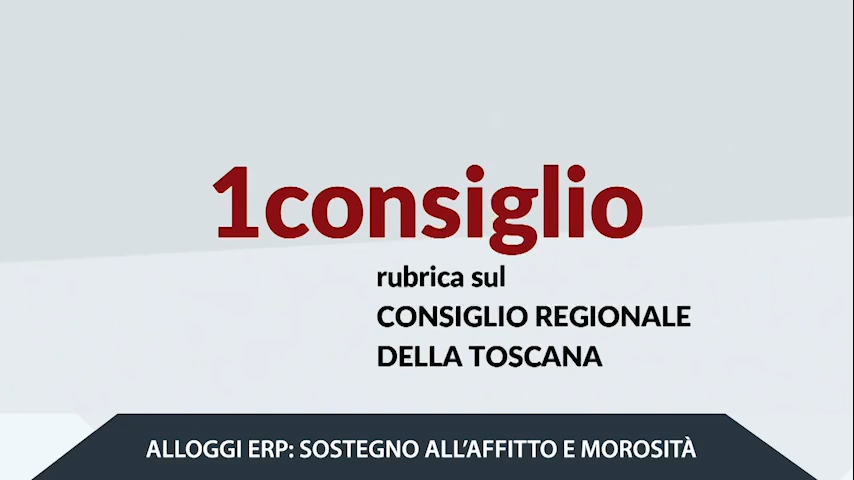 1consiglio
rubrica sul
CONSIGLIO REGIONALE
DELLA TOSCANA
ALLOGGI ERP: SOSTEGNO ALL'AFFITTO E MOROSITÀ